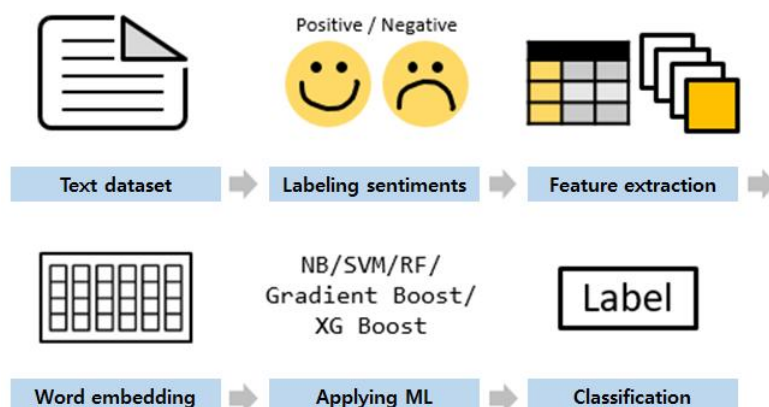 Positive / Negative
Text dataset
Labeling sentiments
Feature extraction
NB/SVM/RF/
Gradient Boost/
XG Boost
Label
Word embedding
Applying ML
Classification